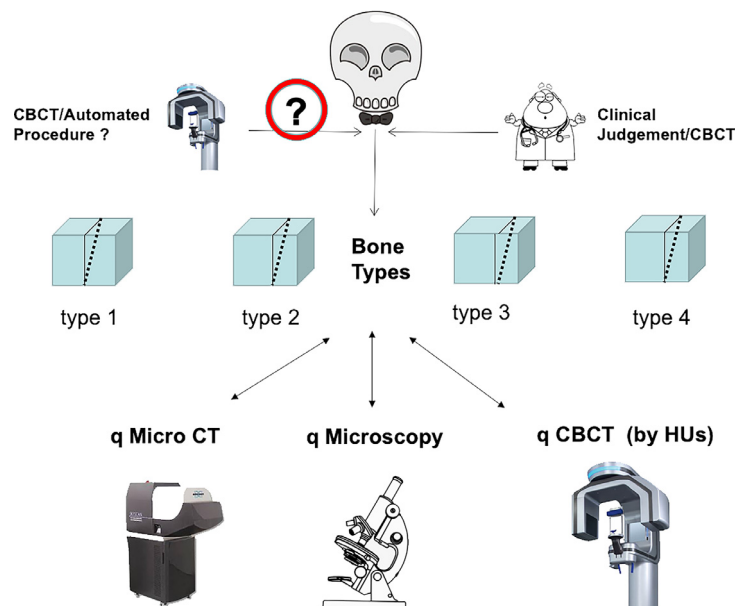 CBCT/Automated
Procedure ?
?
Clinical
Judgement/CBCT
Bone
Types
type 1
type 2
type 3
type 4
q Micro CT
q Microscopy
q CBCT (by HUs)